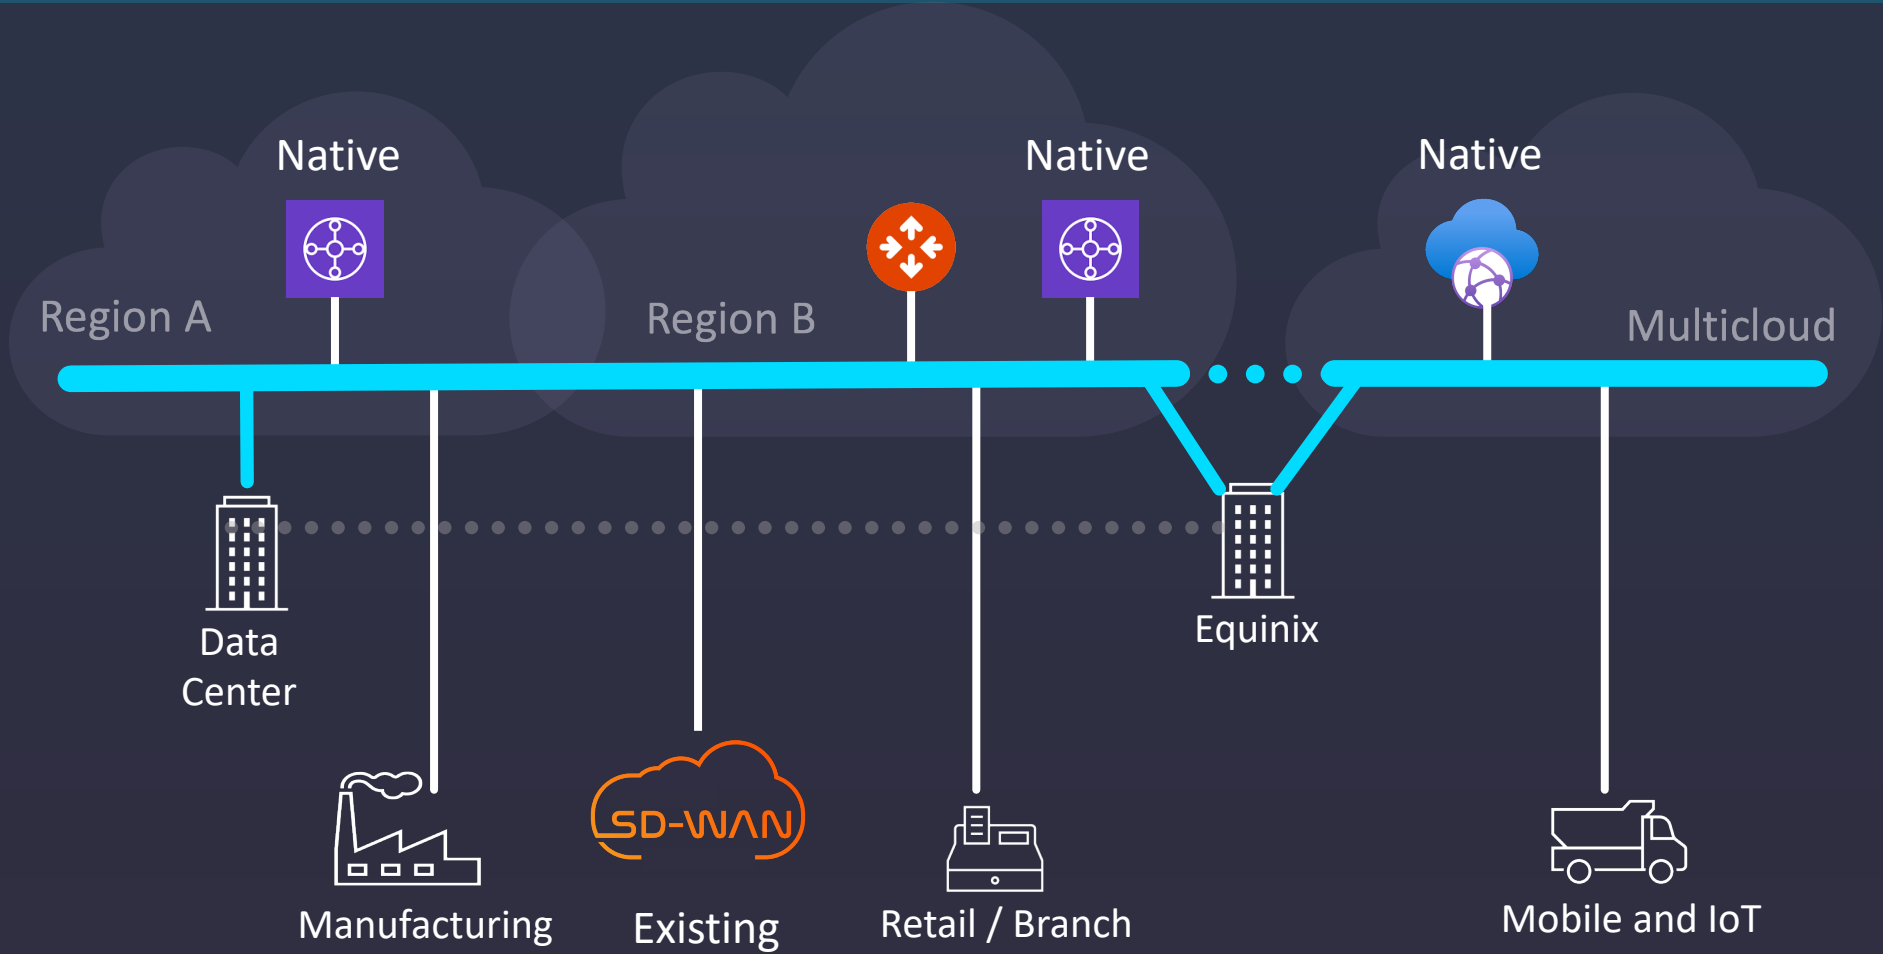 Native
Native
Native
Region A
Region B
Multicloud
Data
Center
Equinix
SD-WAN
Manufacturing
Existing
Retail / Branch
Mobile and IoT